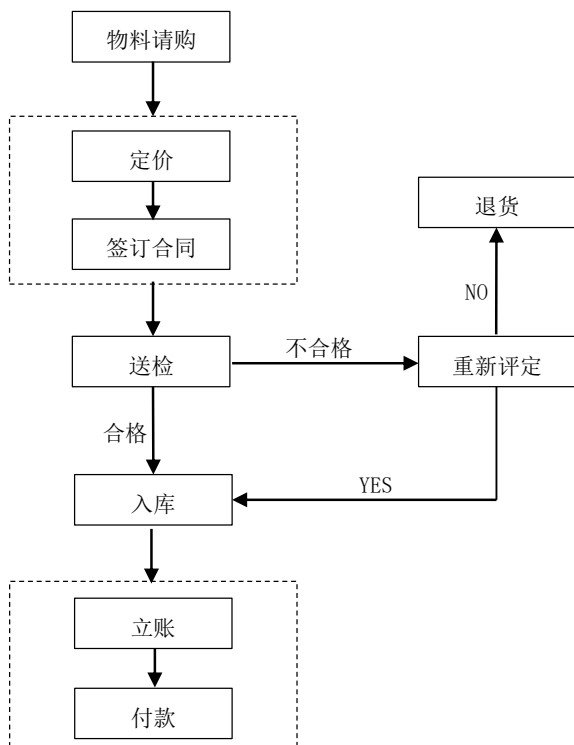 物料请购
定价
签订合同
退货
NO
送检
不合格
重新评定
合格
YES
入库
立账
付款